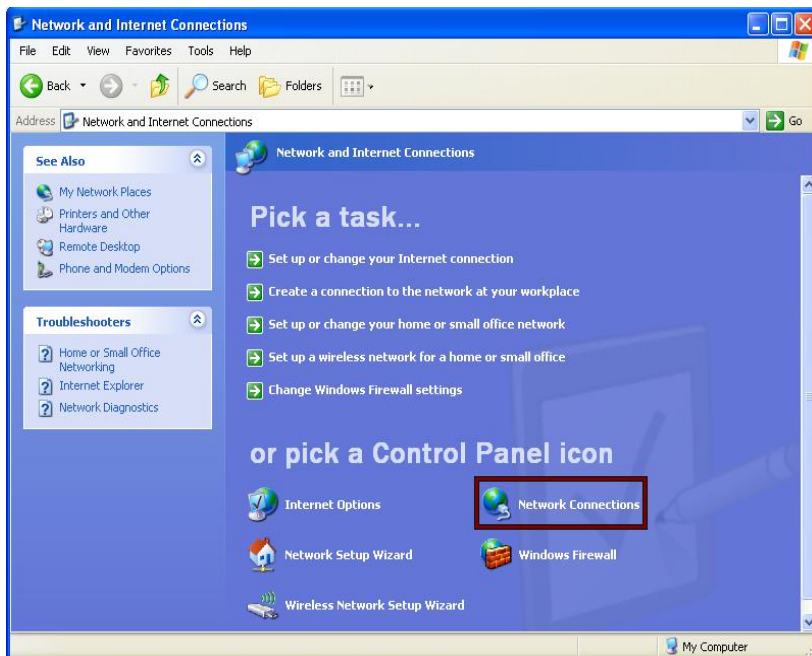 Network and Internet Connections
File Edit View Favorites Tools Help
Back Search Folders
Address Network and Internet Connections Go
See Also
My Network Places
Printers and Other
Hardware
Remote Desktop
Phone and Modem Options
Troubleshooters
Home or Small Office
Networking
Internet Explorer
Network Diagnostics
Network and Internet Connections
Pick a task...
Set up or change your Internet connection
Create a connection to the network at your workplace
Set up or change your home or small office network
Set up a wireless network for a home or small office
Change Windows Firewall settings
or pick a Control Panel icon
Internet Options Network Connections
Network Setup Wizard Windows Firewall
Wireless Network Setup Wizard
My Computer